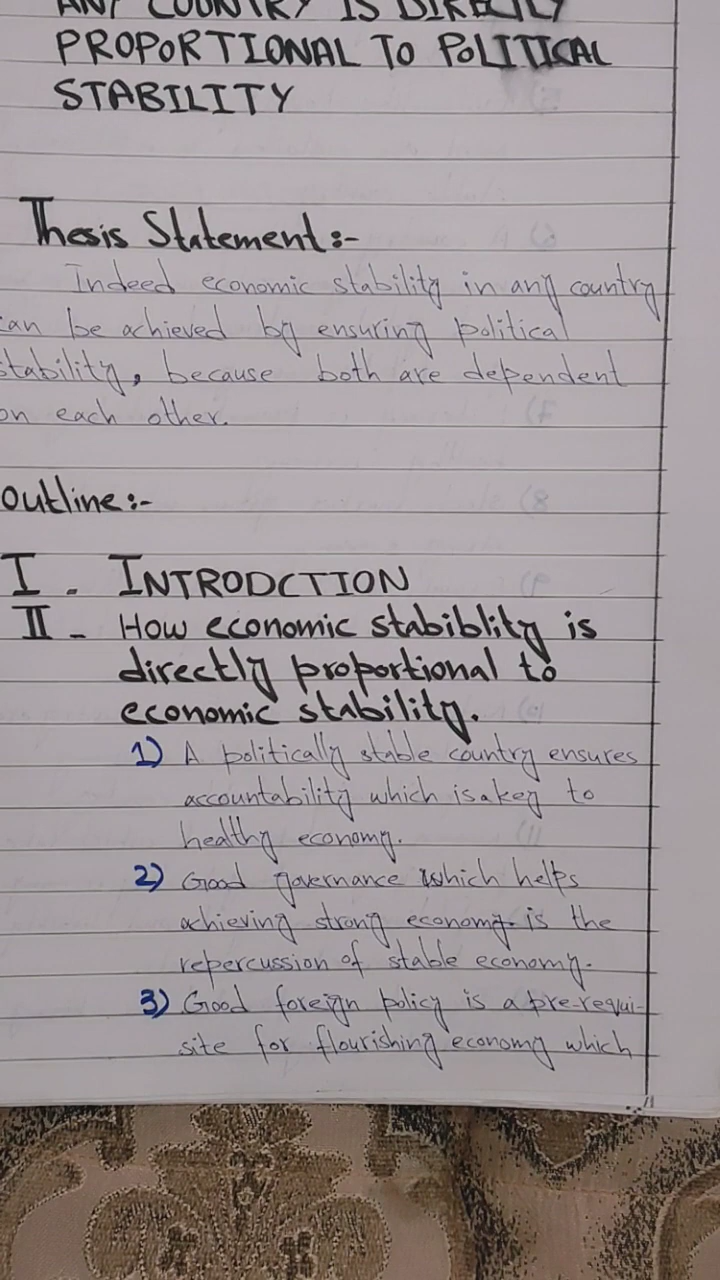 ANY COUNTRY IS DIRECTLY
PROPORTIONAL TO POLITICAL
STABILITY
Thesis Statement:-
Indeed economic stability in any country
can be achieved by ensuring political
stability, because both are dependent
on each other.
outline:-
I. INTRODCTION
II - How economic stabiblity is
directly proportional to
economic stability.
1) A politically stable country ensures
accountability which is a key to
healthy economy.
2) Good governance which helps
achieving strong economy is the
repercussion of stable economy.
3) Good foreign policy is a pre-requi-
site for flourishing economy which